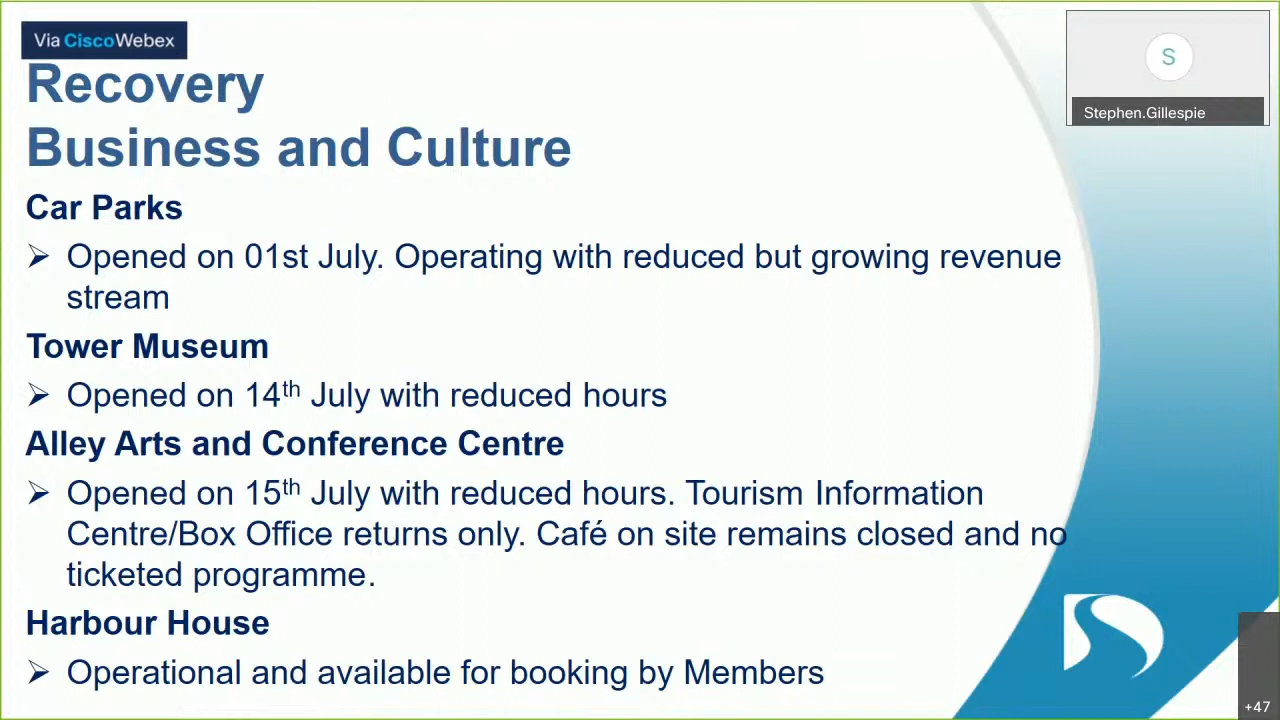 Via CiscoWebex
Recovery
Business and Culture
Car Parks
➢ Opened on 01st July. Operating with reduced but growing revenue
stream
Tower Museum
➢ Opened on 14th July with reduced hours
Alley Arts and Conference Centre
➢ Opened on 15th July with reduced hours. Tourism Information
Centre/Box Office returns only. Café on site remains closed and no
ticketed programme.
Harbour House
➢ Operational and available for booking by Members
S
Stephen.Gillespie
+47